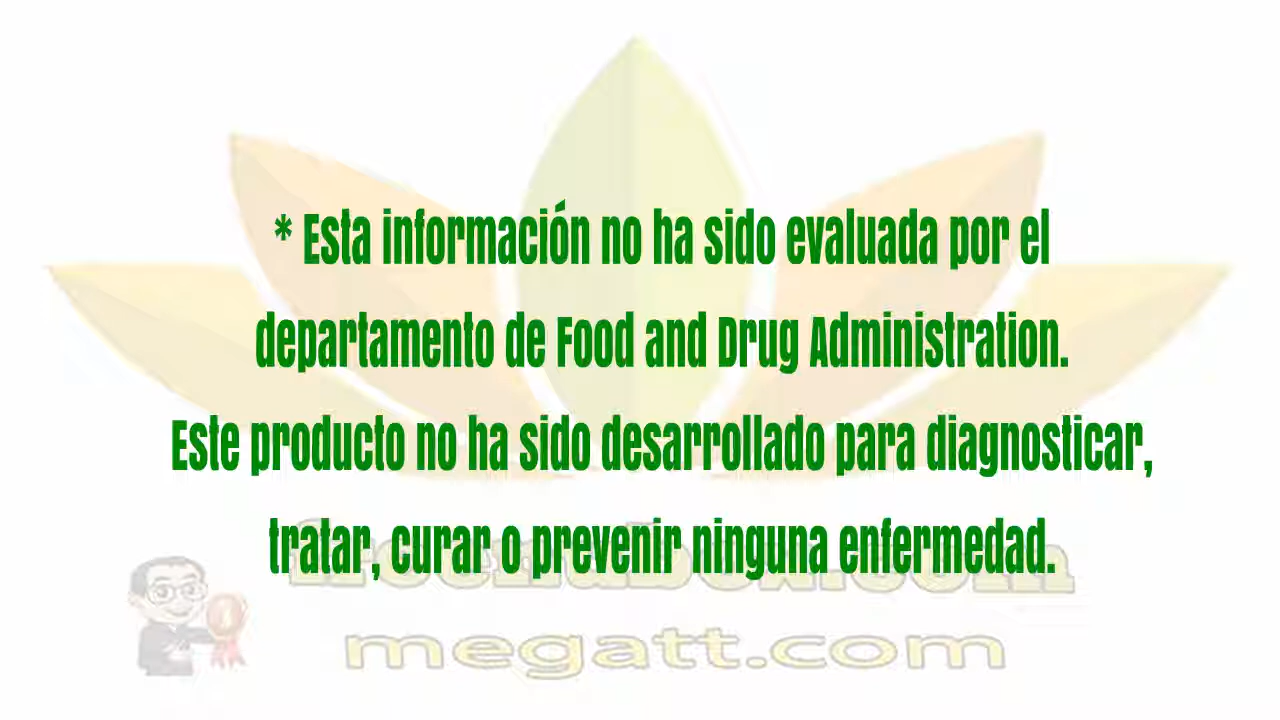 * Esta información no ha sido evaluada por el
departamento de Food and Drug Administration.
Este producto no ha sido desarrollado para diagnosticar,
tratar, curar o prevenir ninguna enfermedad.
megatt.com